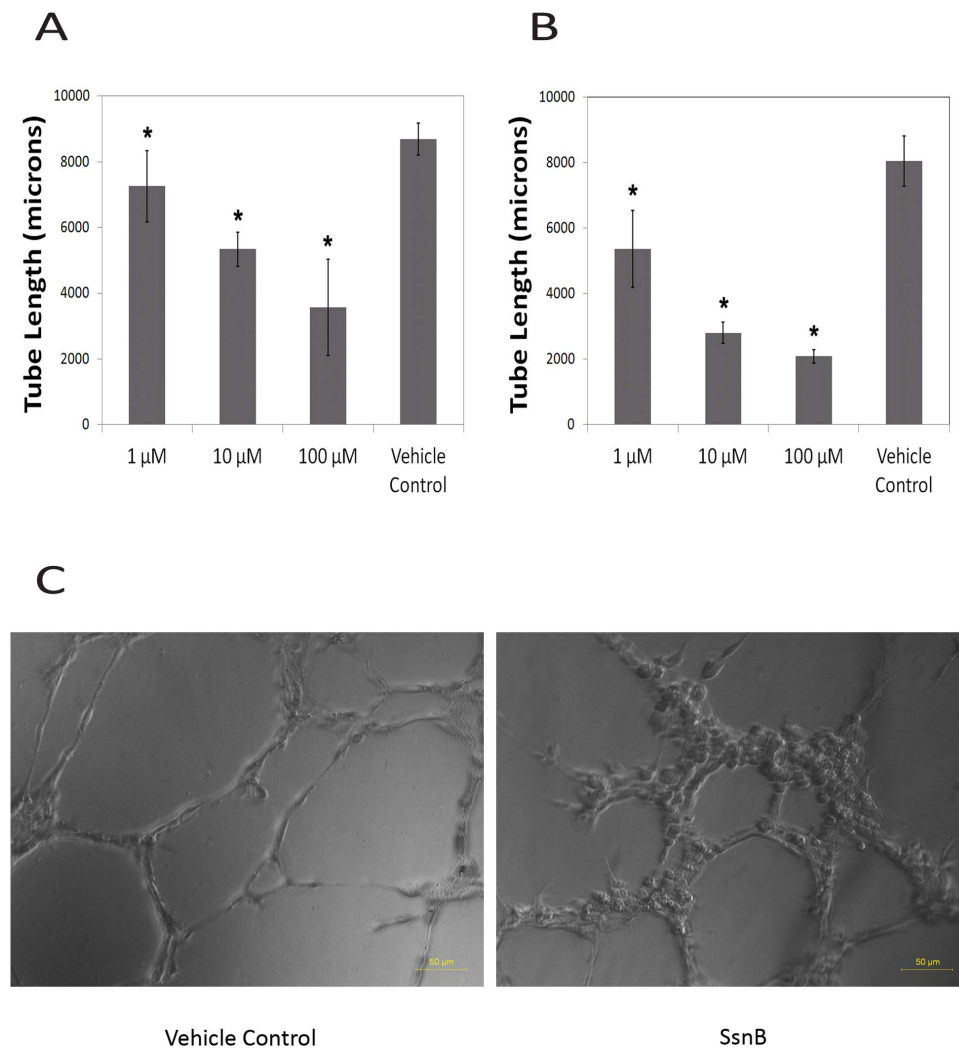 A
B
Tube Length (microns)
10000
8000
6000
4000
2000
0
*
*
*
1 µM
10 µM
100 µM
Vehicle
Control
Tube Length (microns)
10000
8000
6000
4000
2000
0
*
*
*
1 µM
10 µM
100 µM
Vehicle
Control
C
50 µm
50 µm
Vehicle Control
SsnB